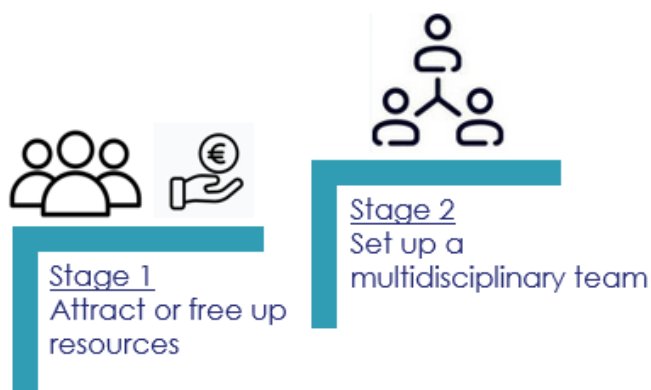 €
Stage 1
Attract or free up
resources
Stage 2
Set up a
multidisciplinary team